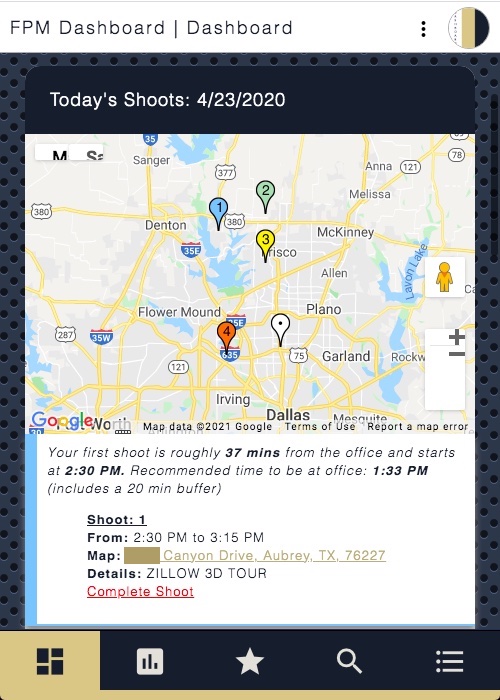 FPM Dashboard | Dashboard
Today's Shoots: 4/23/2020
35
Sanger
377
Anna
121
78
Melissa
2
1
380
380
Denton
3
McKinney
Frisco
35E
Allen
Lavon Lake
Flower Mound
Plano
287
35W
4
35E
635
75
Garland
Rockw
121
Irving
Dallas
Mesquite
Google
Worth
30
Map data ©2021 Google
Terms of Use
Report a map error
Your first shoot is roughly 37 mins from the office and starts
at 2:30 PM. Recommended time to be at office: 1:33 PM
(includes a 20 min buffer)
Shoot: 1
From: 2:30 PM to 3:15 PM
Map: Canyon Drive, Aubrey, TX, 76227
Details: ZILLOW 3D TOUR
Complete Shoot